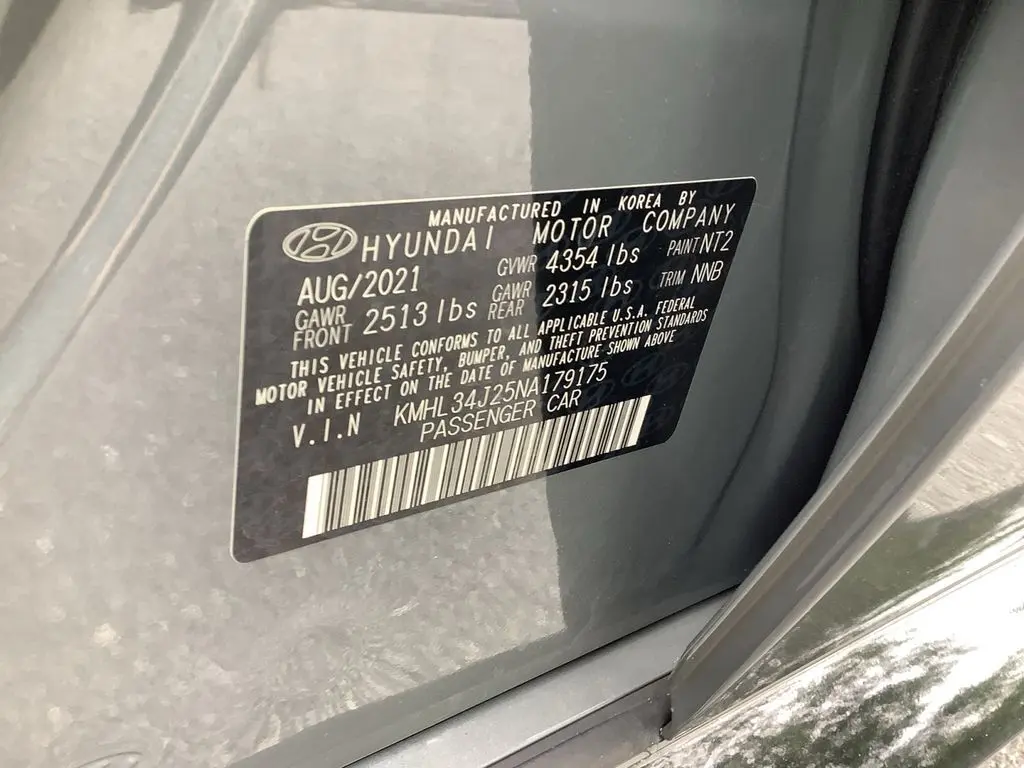 MANUFACTURED IN KOREA BY
HYUNDAI MOTOR COMPANY
AUG/2021 GVWR 4354 lbs PAINT NT2
GAWR FRONT 2513 lbs GAWR REAR 2315 lbs TRIM NNB
THIS VEHICLE CONFORMS TO ALL APPLICABLE U.S.A. FEDERAL
MOTOR VEHICLE SAFETY, BUMPER, AND THEFT PREVENTION STANDARDS
IN EFFECT ON THE DATE OF MANUFACTURE SHOWN ABOVE
V.I.N KMHL34J25NA179175
PASSENGER CAR